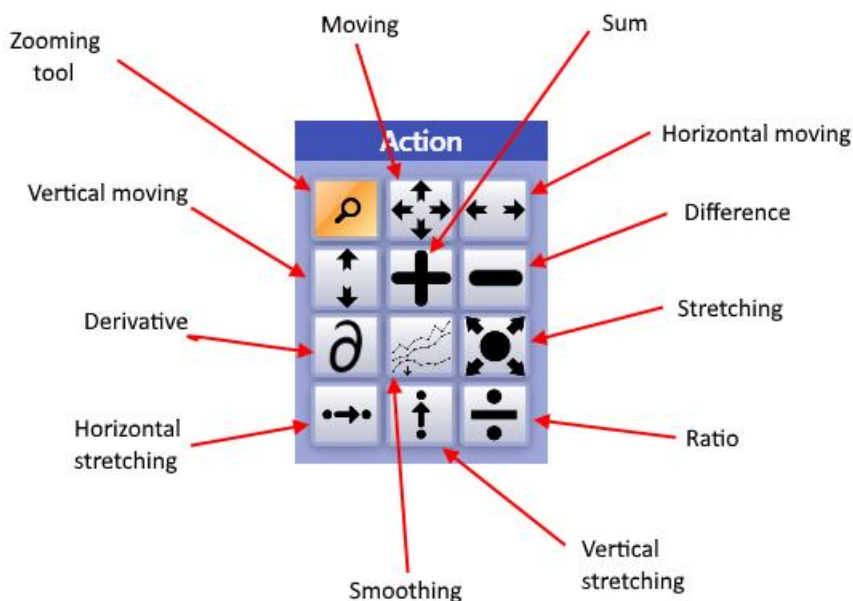 Moving
Sum
Zooming
tool
Action
Horizontal moving
Vertical moving
Difference
Derivative
Stretching
Horizontal
stretching
Ratio
Vertical
stretching
Smoothing